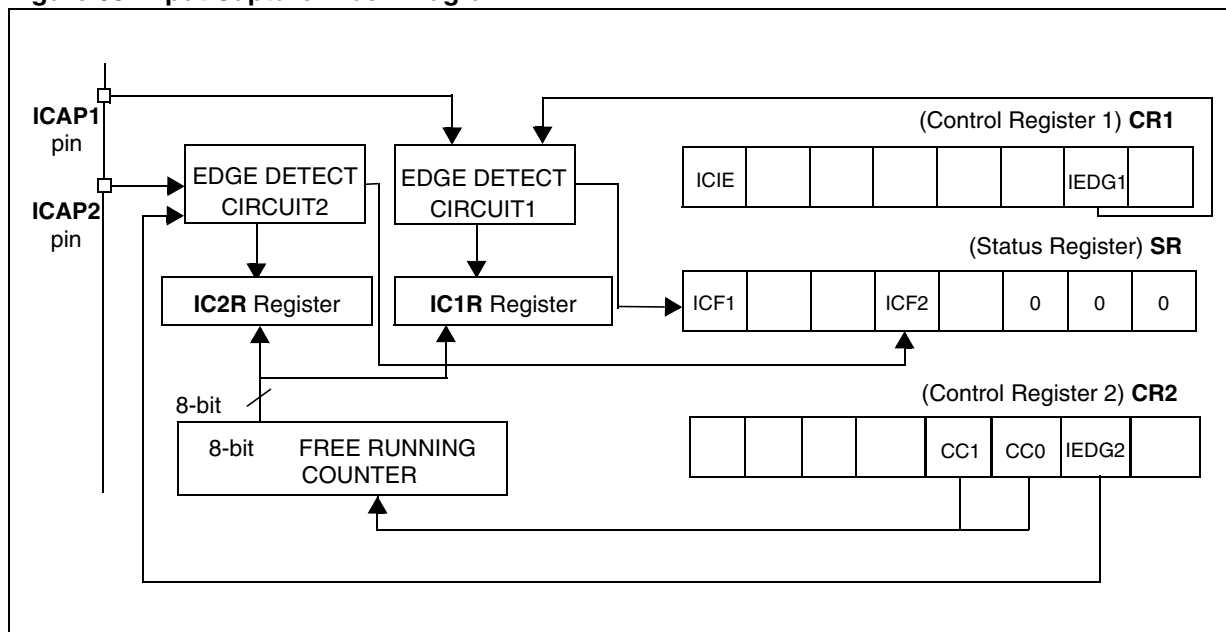 ICAP1
pin
ICAP2
pin
EDGE DETECT
CIRCUIT2
EDGE DETECT
CIRCUIT1
IC2R Register
IC1R Register
8-bit
8-bit FREE RUNNING
COUNTER
(Control Register 1) CR1
ICIE IEDG1
(Status Register) SR
ICF1 ICF2 0 0 0
(Control Register 2) CR2
CC1 CC0 IEDG2